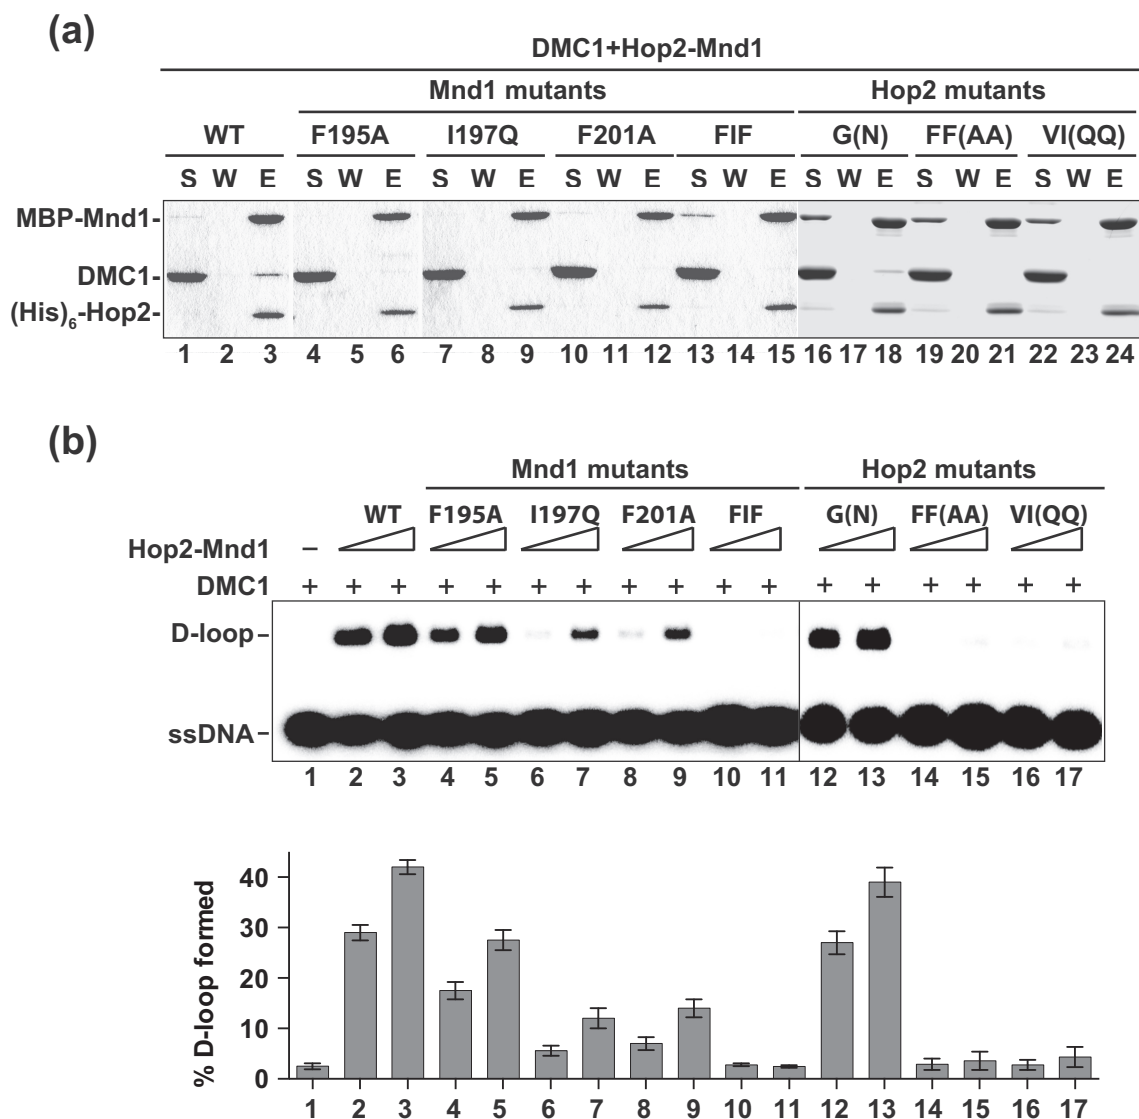 (a)
DMC1+Hop2-Mnd1
Mnd1 mutants Hop2 mutants
WT F195A I197Q F201A FIF G(N) FF(AA) VI(QQ)
S W E S W E S W E S W E S W E S W E S W E S W E
MBP-Mnd1-
DMC1-
(His)6-Hop2-
1 2 3 4 5 6 7 8 9 10 11 12 13 14 15 16 17 18 19 20 21 22 23 24
(b)
Mnd1 mutants Hop2 mutants
WT F195A I197Q F201A FIF G(N) FF(AA) VI(QQ)
Hop2-Mnd1 –
DMC1 + + + + + + + + + + + + + + + + +
D-loop –
ssDNA –
1 2 3 4 5 6 7 8 9 10 11 12 13 14 15 16 17
% D-loop formed
40
30
20
10
0
1 2 3 4 5 6 7 8 9 10 11 12 13 14 15 16 17